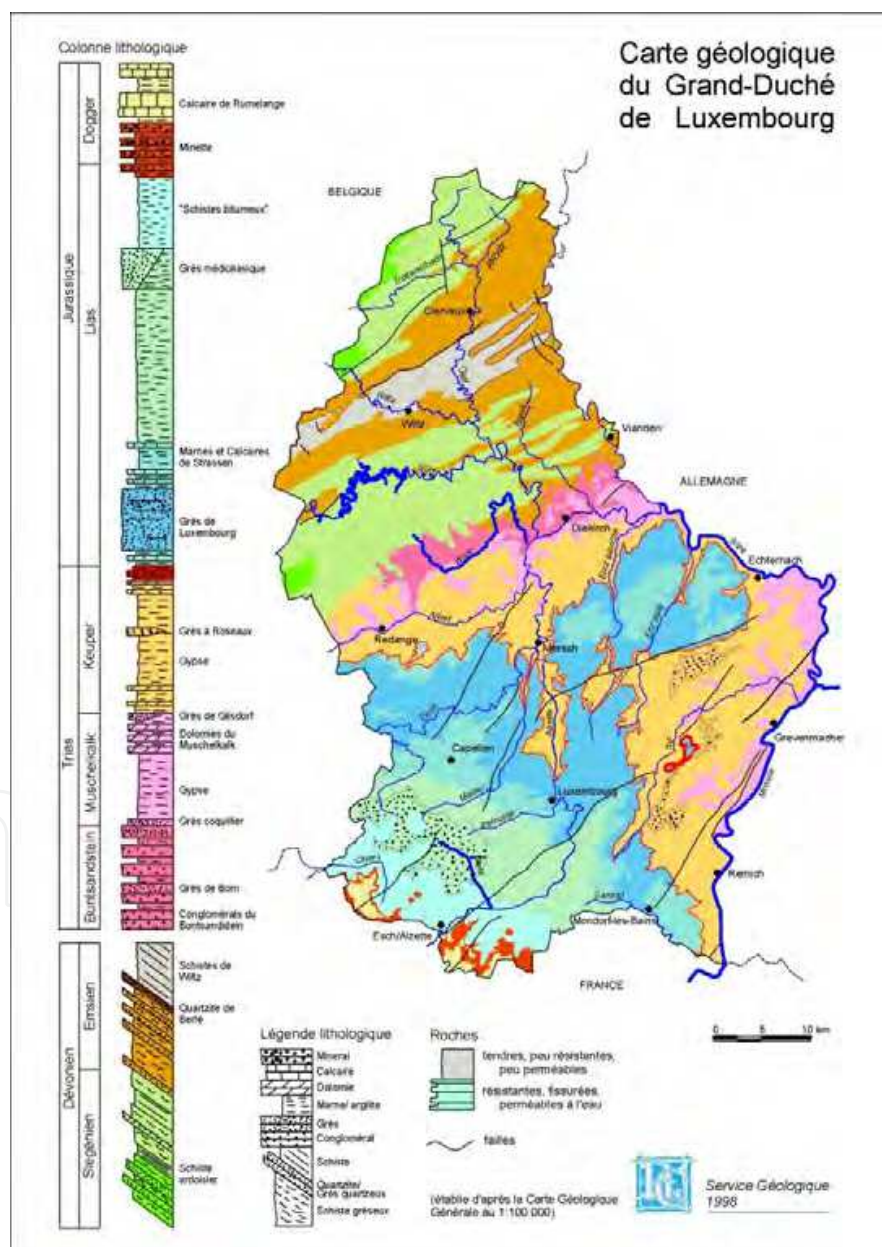 Colonne lithologique
Carte géologique
du Grand-Duché
de Luxembourg
Jurassique
Dogger
Calcaire de Rumelange
Minette
Lias
"Schistes bitumeux"
Grès médioliasique
Marnes et Calcaires
de Strassen
Grès de
Luxembourg
Trias
Keuper
Grès à Roseaux
Gypse
Muschelkalk
Grès de Gilsdorf
Dolomies du
Muschelkalk
Gypse
Grès coquillier
Buntsandstein
Grès de Born
Conglomérats du
Buntsandstein
Dévonien
Emsien
Schistes de
Wiltz
Quartzite de
Berlé
Siegénien
Schiste
ardoisier
BELGIQUE
Clervaux
Wiltz
Wiltz
Vianden
ALLEMAGNE
Diekirch
Echternach
Redange
Mersch
Capellen
Luxembourg
Grevenmacher
Remich
Mondorf-les-Bains
Esch/Alzette
FRANCE
0 5 10 km
Légende lithologique
Minerai
Calcaire
Dolomie
Marne/ argilite
Grès
Conglomérat
Schiste
Quartzite/
Grès quartzeux
Schiste gréseux
Roches
tendres, peu résistantes,
peu perméables
résistantes, fissurées,
perméables à l'eau
failles
(établie d'après la Carte Géologique
Générale au 1:100 000)
Service Géologique
1998